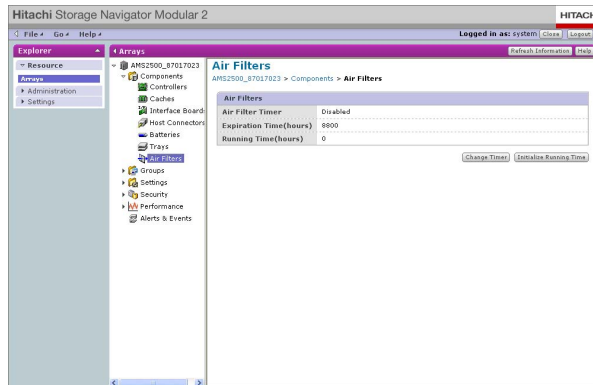 Hitachi Storage Navigator Modular 2
HITACH
File Go Help
Logged in as: system Close Logout
Explorer
Arrays
Refresh Information Help
Resource
Arrays
Administration
Settings
AMS2500_87017023
Components
Controllers
Caches
Interface Board
Host Connectors
Batteries
Trays
Air Filters
Groups
Settings
Security
Performance
Alerts & Events
Air Filters
AMS2500_87017023 > Components > Air Filters
Air Filters
Air Filter Timer Disabled
Expiration Time(hours) 8800
Running Time(hours) 0
Change Timer Initialize Running Time